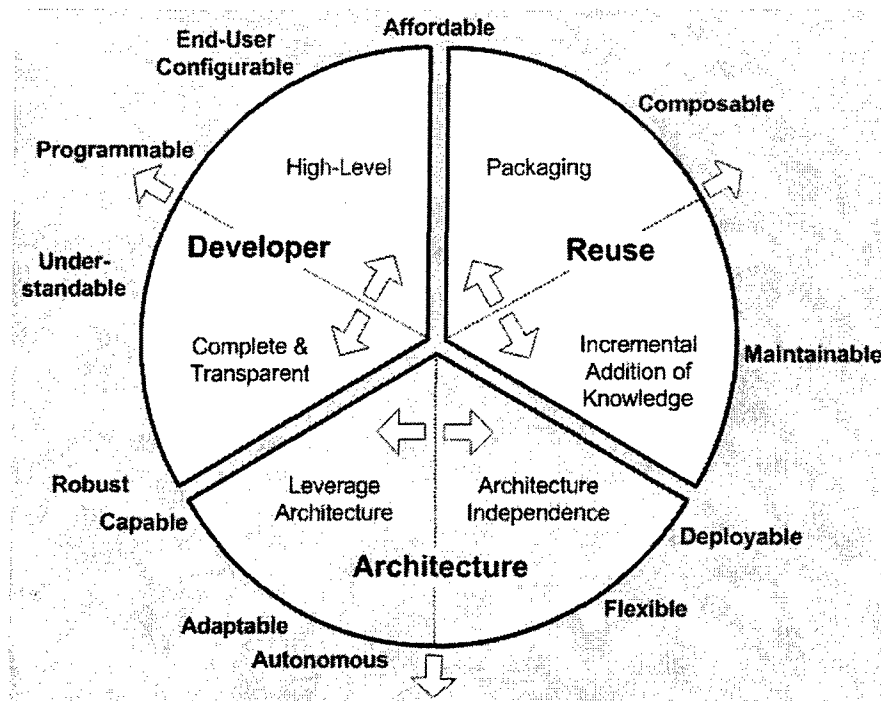 Affordable
End-User
Configurable
Composable
Programmable
High-Level
Packaging
Developer
Reuse
Under-
standable
Complete &
Transparent
Incremental
Addition of
Knowledge
Maintainable
Robust
Capable
Leverage
Architecture
Architecture
Independence
Deployable
Architecture
Flexible
Adaptable
Autonomous